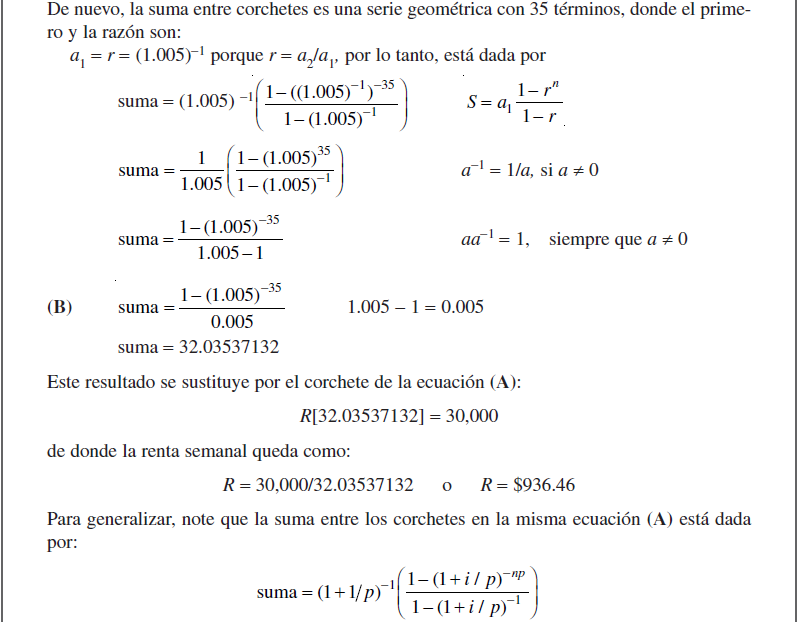 De nuevo, la suma entre corchetes es una serie geométrica con 35 términos, donde el prime-
ro y la razón son:
a₁ = r = (1.005)⁻¹ porque r = a₂/a₁, por lo tanto, está dada por
suma = (1.005)⁻¹((1 – ((1.005)⁻¹)⁻³⁵)/(1 – (1.005)⁻¹))    S = a₁ (1 – rⁿ)/(1 – r)
suma = 1/1.005 ((1 – (1.005)³⁵)/(1 – (1.005)⁻¹))    a⁻¹ = 1/a, si a ≠ 0
suma = (1 – (1.005)⁻³⁵)/(1.005 – 1)    aa⁻¹ = 1, siempre que a ≠ 0
(B) suma = (1 – (1.005)⁻³⁵)/0.005    1.005 – 1 = 0.005
suma = 32.03537132
Este resultado se sustituye por el corchete de la ecuación (A):
R[32.03537132] = 30,000
de donde la renta semanal queda como:
R = 30,000/32.03537132 o R = $936.46
Para generalizar, note que la suma entre los corchetes en la misma ecuación (A) está dada
por:
suma = (1 + 1/p)⁻¹((1 – (1 + i / p)⁻ⁿᵖ)/(1 – (1 + i / p)⁻¹))